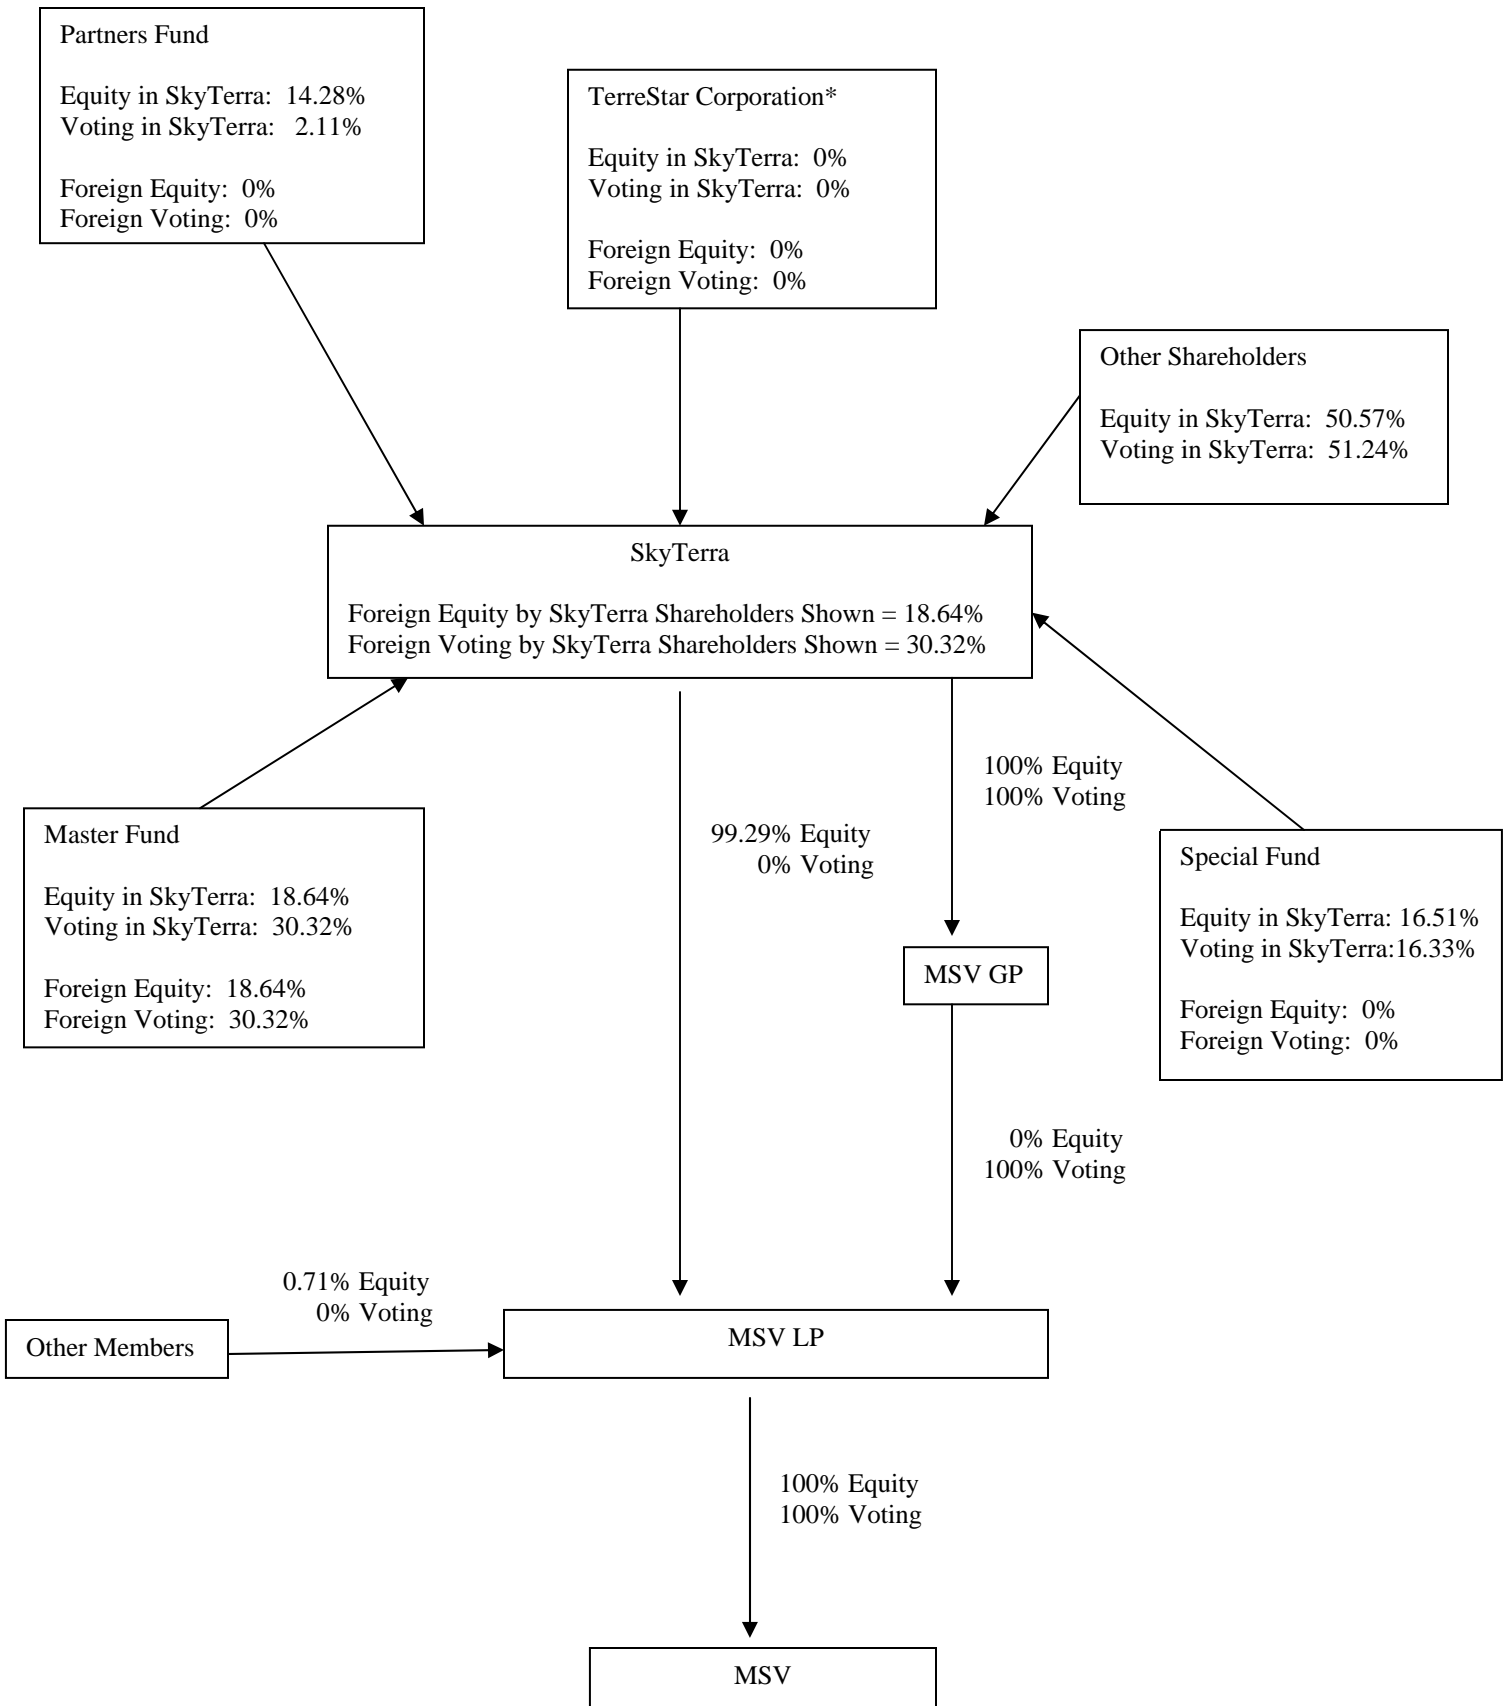 Partners Fund
Equity in SkyTerra:  14.28%
Voting in SkyTerra:   2.11%
Foreign Equity:  0%
Foreign Voting:  0%
TerreStar Corporation*
Equity in SkyTerra:  0%
Voting in SkyTerra:  0%
Foreign Equity:  0%
Foreign Voting:  0%
Other Shareholders
Equity in SkyTerra:  50.57%
Voting in SkyTerra:  51.24%
SkyTerra
Foreign Equity by SkyTerra Shareholders Shown = 18.64%
Foreign Voting by SkyTerra Shareholders Shown = 30.32%
100% Equity
100% Voting
99.29% Equity
0% Voting
Master Fund
Equity in SkyTerra:  18.64%
Voting in SkyTerra:  30.32%
Foreign Equity:  18.64%
Foreign Voting:  30.32%
Special Fund
Equity in SkyTerra: 16.51%
Voting in SkyTerra:16.33%
Foreign Equity:  0%
Foreign Voting:  0%
MSV GP
0% Equity
100% Voting
0.71% Equity
0% Voting
Other Members
MSV LP
100% Equity
100% Voting
MSV